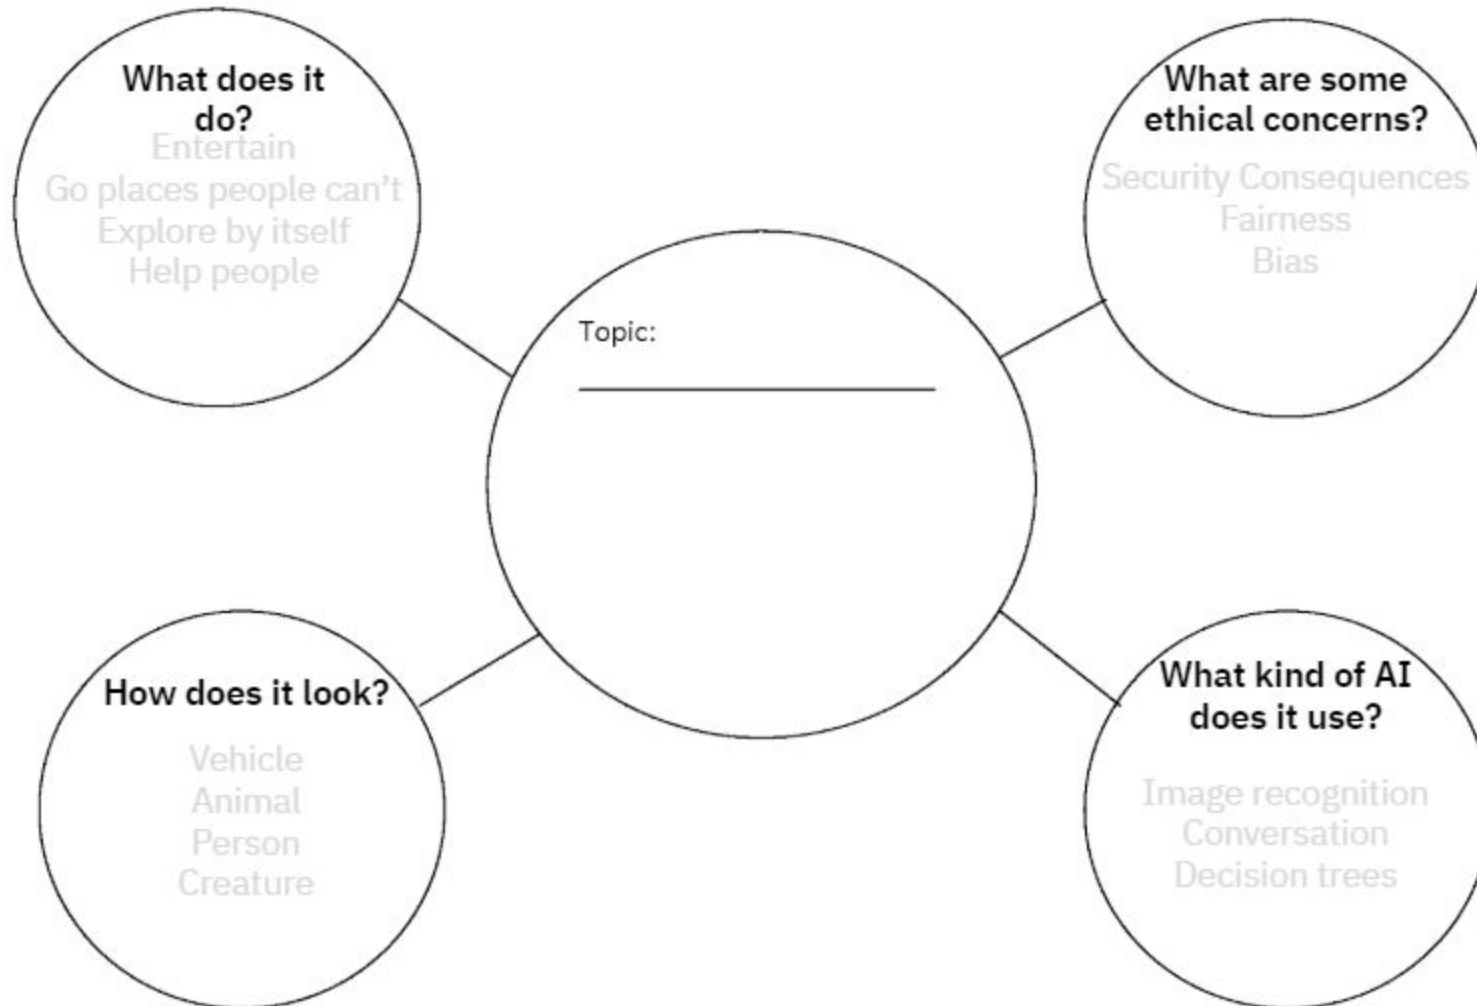 What does it
do?
Entertain
Go places people can't
Explore by itself
Help people
What are some
ethical concerns?
Security Consequences
Fairness
Bias
Topic:
How does it look?
Vehicle
Animal
Person
Creature
What kind of AI
does it use?
Image recognition
Conversation
Decision trees